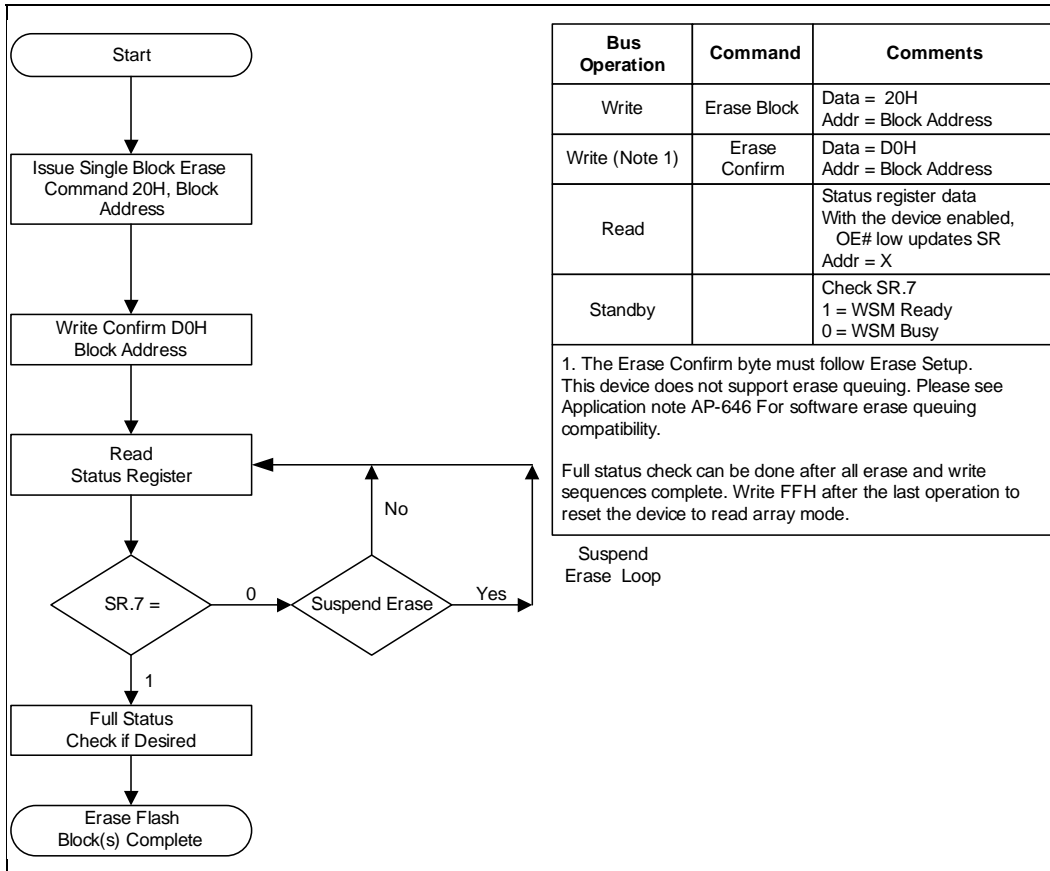 Start
Issue Single Block Erase
Command 20H, Block
Address
Write Confirm D0H
Block Address
Read
Status Register
No
SR.7 =
0
Suspend Erase
Yes
1
Full Status
Check if Desired
Erase Flash
Block(s) Complete
Bus
Operation
Command
Comments
Write
Erase Block
Data = 20H
Addr = Block Address
Write (Note 1)
Erase
Confirm
Data = D0H
Addr = Block Address
Read
Status register data
With the device enabled,
OE# low updates SR
Addr = X
Standby
Check SR.7
1 = WSM Ready
0 = WSM Busy
1. The Erase Confirm byte must follow Erase Setup.
This device does not support erase queuing. Please see
Application note AP-646 For software erase queuing
compatibility.
Full status check can be done after all erase and write
sequences complete. Write FFH after the last operation to
reset the device to read array mode.
Suspend
Erase Loop